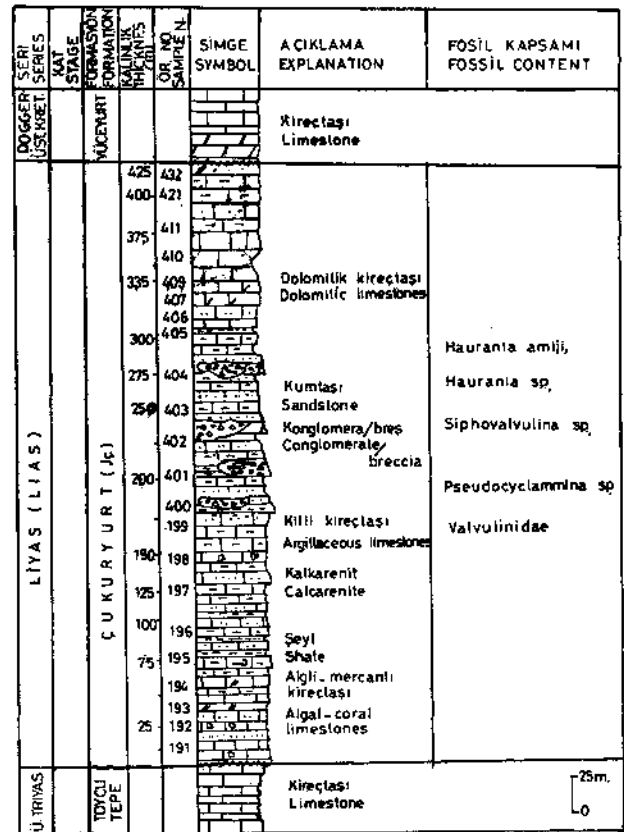 SERİ
SERIES
KAT
STAGE
FORMASYON
FORMATION
KALINLIK
THICKNES
(m)
ÖR. NO.
SAMPLE N.
SİMGE
SYMBOL
AÇIKLAMA
EXPLANATION
FOSİL KAPSAMI
FOSSİL CONTENT
DOGGER
ÜST. KRET.
YÜCEYURT
Kireçtaşı
Limestone
LİYAS (LIAS)
ÇUKURYURT (Jç)
425 432
400 421
411
375
410
335 409
407
406
300 405
275 404
250 403
402
200 401
400
199
150 198
125 197
100 196
75 195
194
193
25 192
191
Dolomitik kireçtaşı
Dolomitic limestones
Kumtaşı
Sandstone
Konglomera/breş
Conglomerate/
breccia
Killi kireçtaşı
Argillaceous limestones
Kalkarenit
Calcarenite
Şeyl
Shale
Algli-mercanlı
kireçtaşı
Algal-coral
limestones
Haurania amiji,
Haurania sp,
Siphovalvulina sp,
Pseudocyclammina sp
Valvulinidae
Ü. TRİYAS
TOYCU
TEPE
Kireçtaşı
Limestone
25m.
0